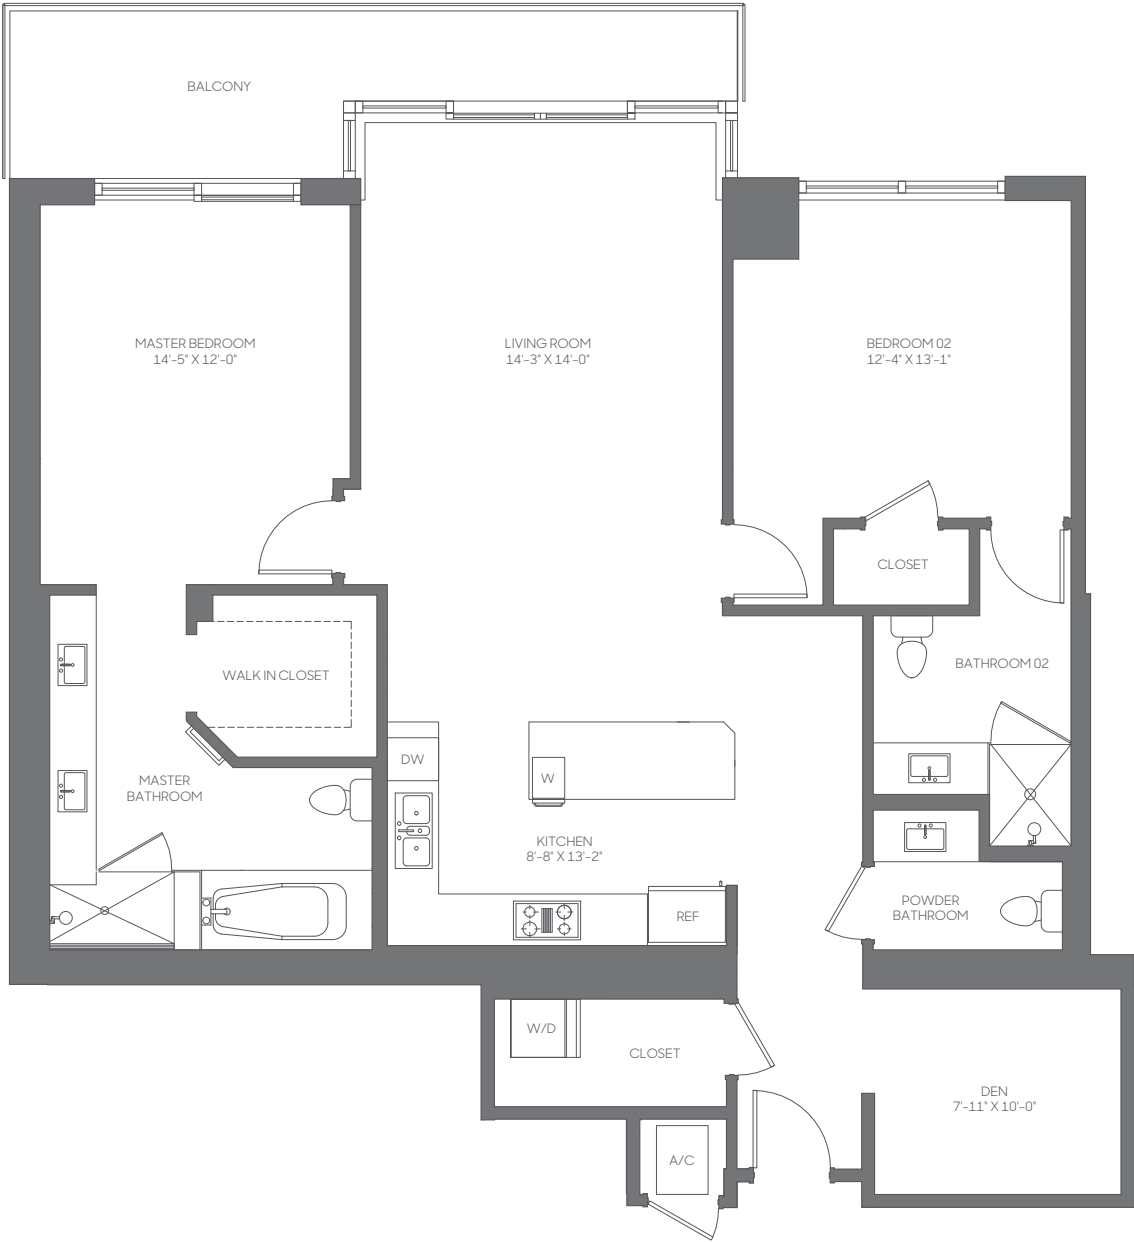 BALCONY
MASTER BEDROOM
14'-5" X 12'-0"
LIVING ROOM
14'-3" X 14'-0"
BEDROOM 02
12'-4" X 13'-1"
CLOSET
WALK IN CLOSET
BATHROOM 02
DW
W
MASTER
BATHROOM
KITCHEN
8'-8" X 13'-2"
REF
POWDER
BATHROOM
W/D
CLOSET
DEN
7'-11" X 10'-0"
A/C